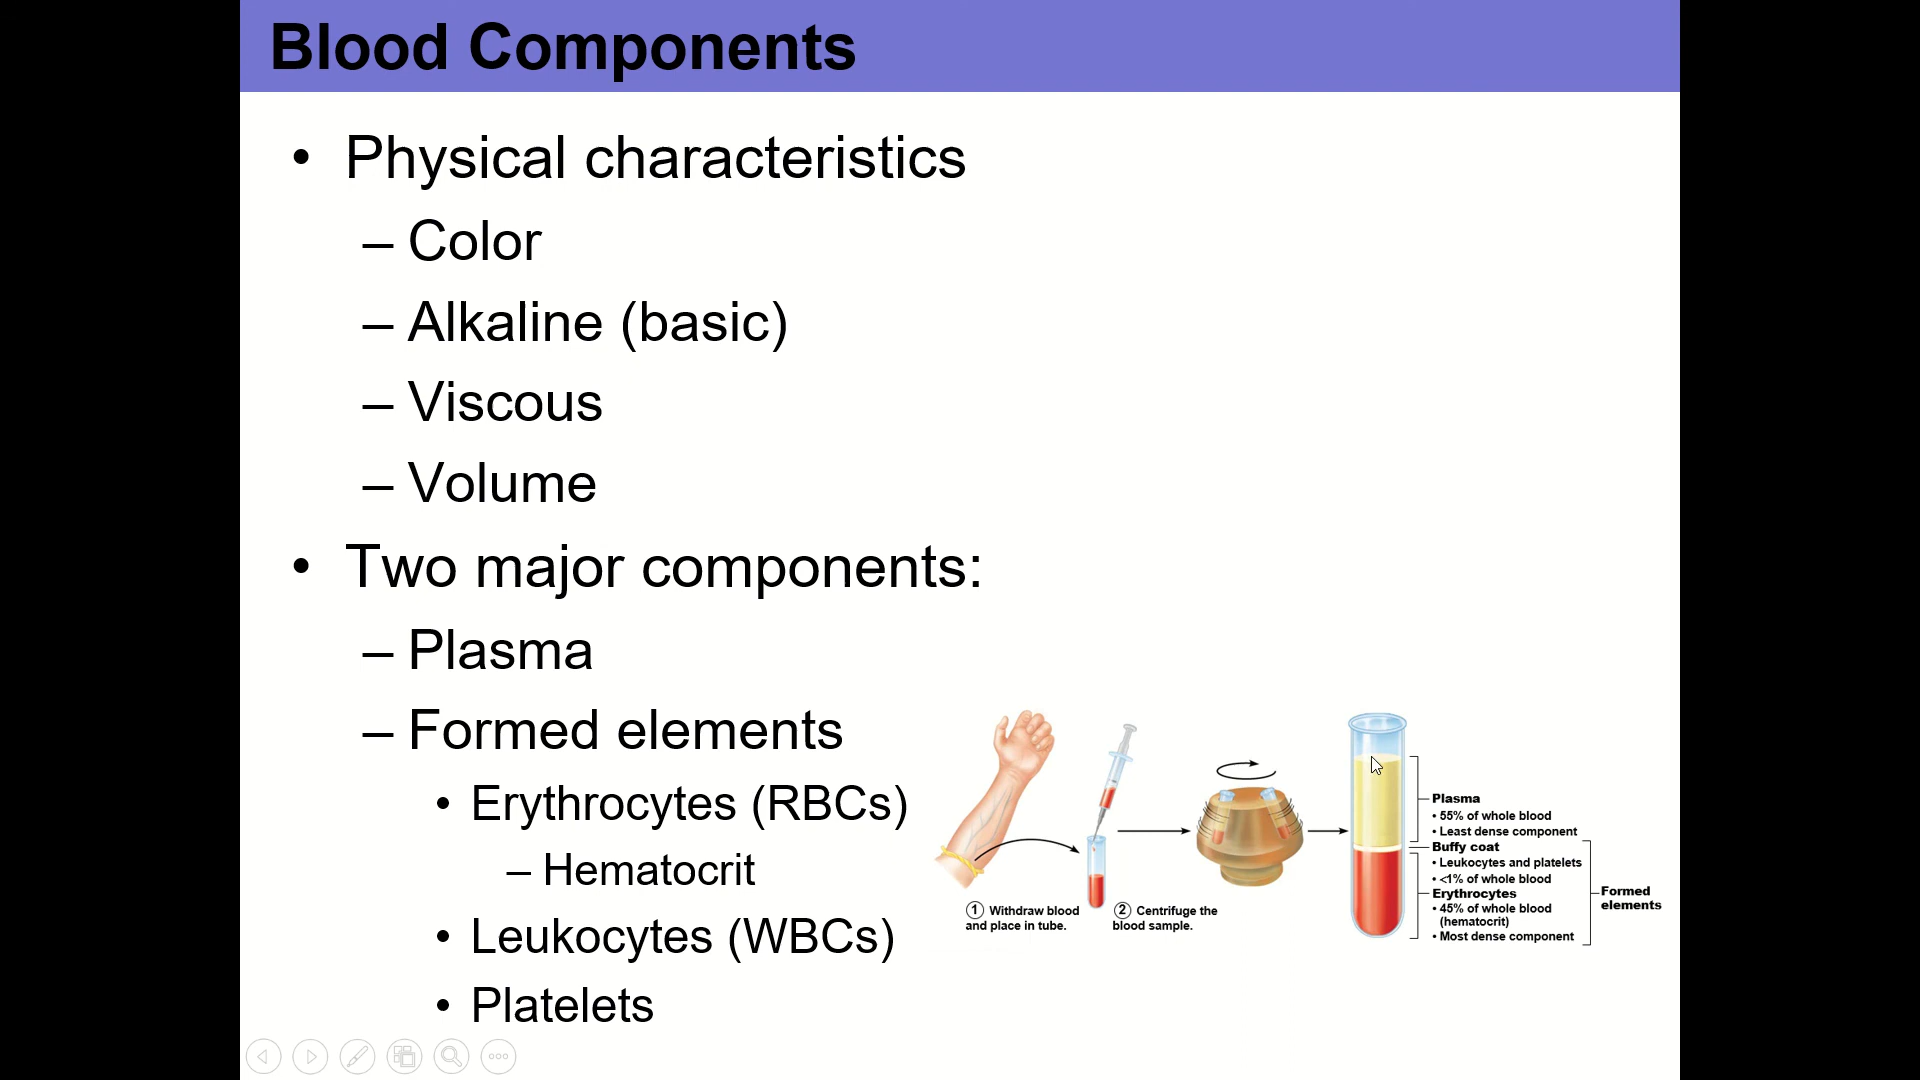 Blood Components
• Physical characteristics
– Color
– Alkaline (basic)
– Viscous
– Volume
• Two major components:
– Plasma
– Formed elements
• Erythrocytes (RBCs)
– Hematocrit
• Leukocytes (WBCs)
• Platelets
1 Withdraw blood
and place in tube.
2 Centrifuge the
blood sample.
Plasma
• 55% of whole blood
• Least dense component
Buffy coat
• Leukocytes and platelets
• <1% of whole blood
Erythrocytes
• 45% of whole blood
(hematocrit)
• Most dense component
Formed
elements